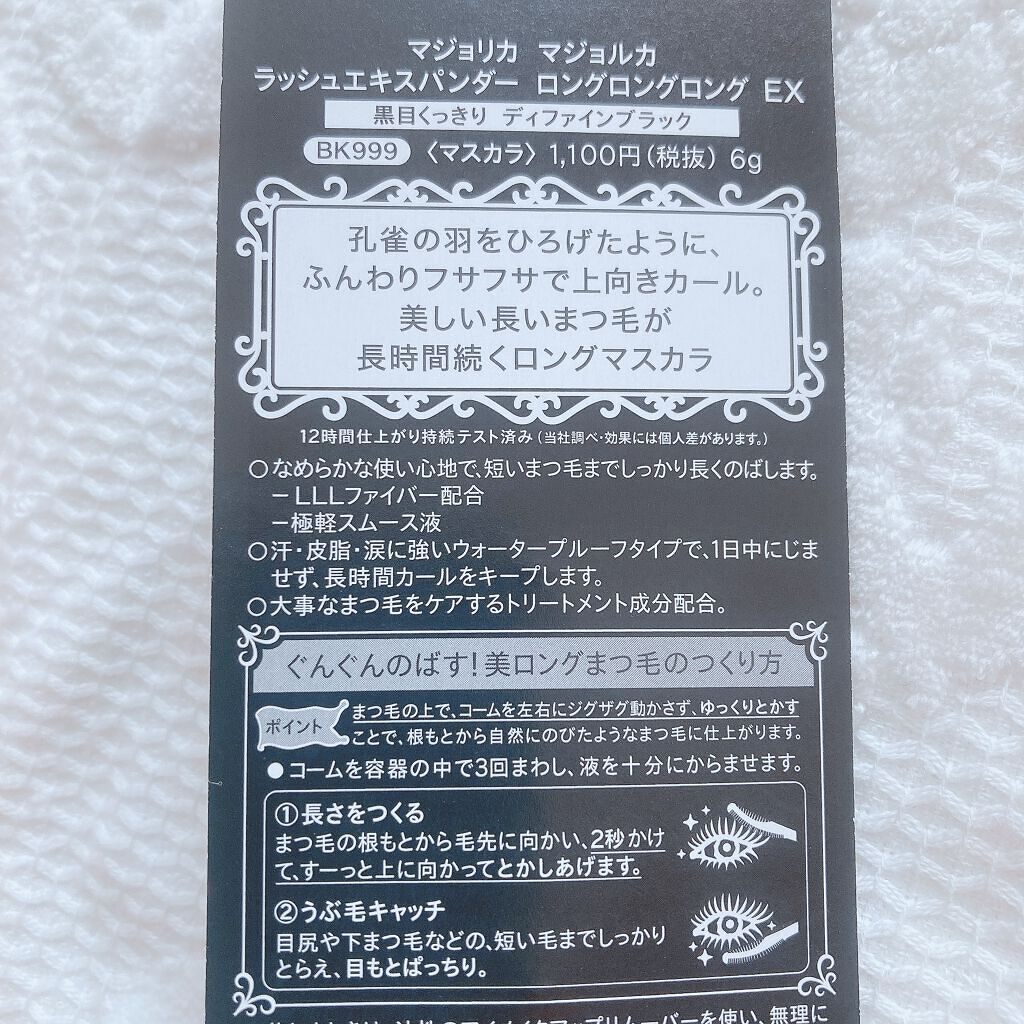 マジョリカ マジョルカ
ラッシュエキスパンダー ロングロングロング EX
黒目くっきり ディファインブラック
BK999 〈マスカラ〉1,100円(税抜) 6g
孔雀の羽をひろげたように、
ふんわりフサフサで上向きカール。
美しい長いまつ毛が
長時間続くロングマスカラ
12時間仕上がり持続テスト済み(当社調べ・効果には個人差があります。)
○なめらかな使い心地で、短いまつ毛までしっかり長くのばします。
－LLLファイバー配合
－極軽スムース液
○汗・皮脂・涙に強いウォータープルーフタイプで、1日中にじま
せず、長時間カールをキープします。
○大事なまつ毛をケアするトリートメント成分配合。
ぐんぐんのばす!美ロングまつ毛のつくり方
ポイント
まつ毛の上で、コームを左右にジグザグ動かさず、ゆっくりとかす
ことで、根もとから自然にのびたようなまつ毛に仕上がります。
●コームを容器の中で3回まわし、液を十分にからませます。
①長さをつくる
まつ毛の根もとから毛先に向かい、2秒かけ
て、すーっと上に向かってとかしあげます。
②うぶ毛キャッチ
目尻や下まつ毛などの、短い毛までしっかり
とらえ、目もとぱっちり。